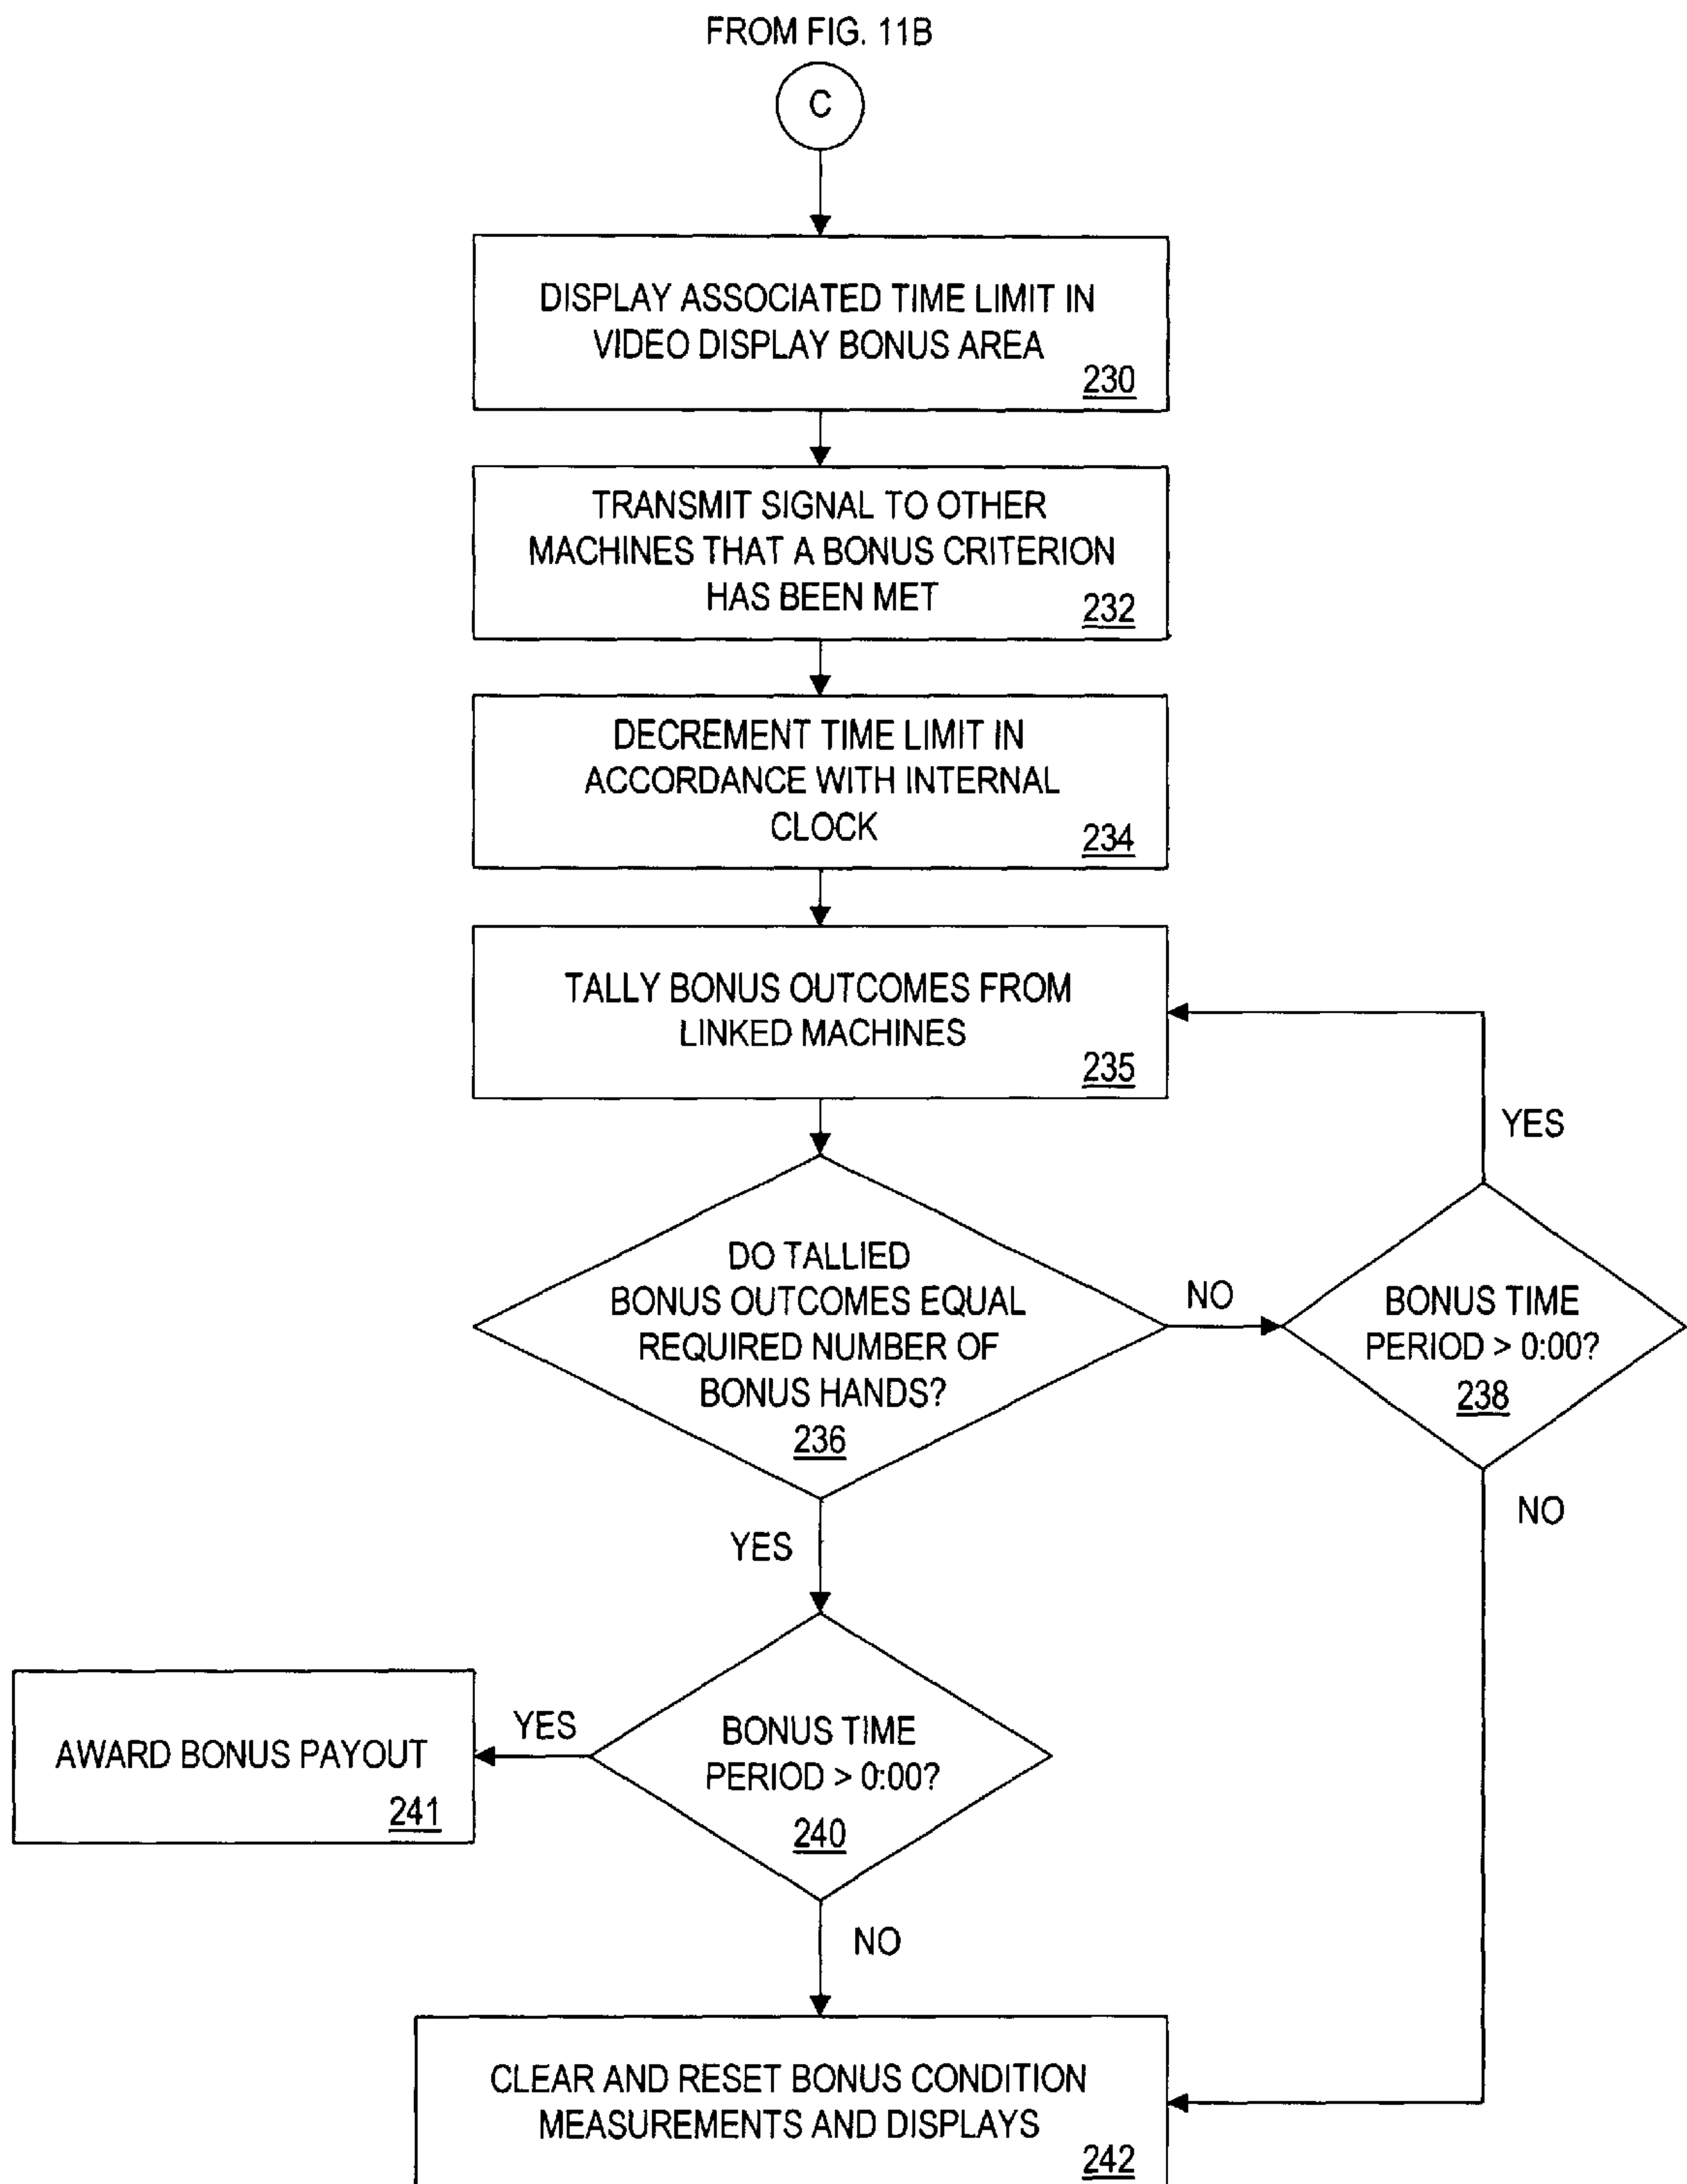 FROM FIG. 11B
C
DISPLAY ASSOCIATED TIME LIMIT IN
VIDEO DISPLAY BONUS AREA
230
TRANSMIT SIGNAL TO OTHER
MACHINES THAT A BONUS CRITERION
HAS BEEN MET
232
DECREMENT TIME LIMIT IN
ACCORDANCE WITH INTERNAL
CLOCK
234
TALLY BONUS OUTCOMES FROM
LINKED MACHINES
235
YES
DO TALLIED
BONUS OUTCOMES EQUAL
REQUIRED NUMBER OF
BONUS HANDS?
236
NO
BONUS TIME
PERIOD > 0:00?
238
NO
YES
BONUS TIME
PERIOD > 0:00?
240
YES
AWARD BONUS PAYOUT
241
NO
CLEAR AND RESET BONUS CONDITION
MEASUREMENTS AND DISPLAYS
242